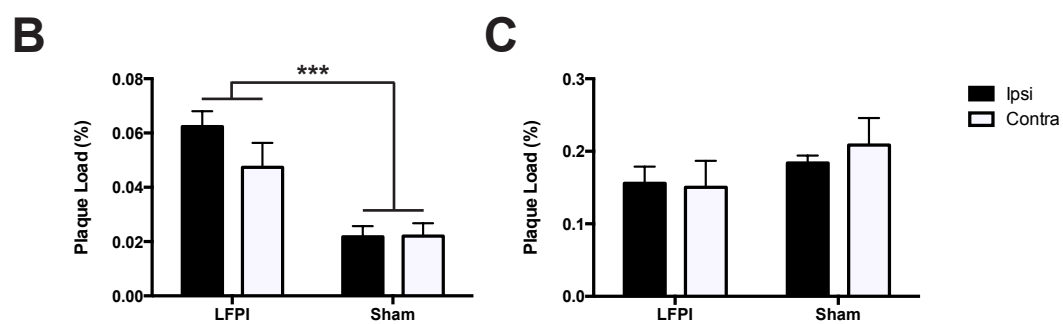 B
C
***
0.08
0.06
0.04
0.02
0.00
Plaque Load (%)
LFPI
Sham
0.3
0.2
0.1
0.0
Plaque Load (%)
LFPI
Sham
Ipsi
Contra